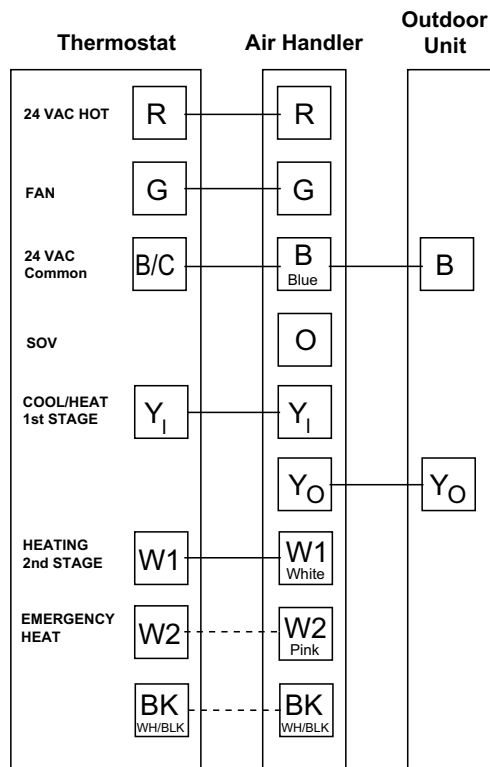 Thermostat
Air Handler
Outdoor
Unit
24 VAC HOT
R
R
FAN
G
G
24 VAC
Common
B/C
B
Blue
B
SOV
O
COOL/HEAT
1st STAGE
YI
YI
YO
YO
HEATING
2nd STAGE
W1
W1
White
EMERGENCY
HEAT
W2
W2
Pink
BK
WH/BLK
BK
WH/BLK